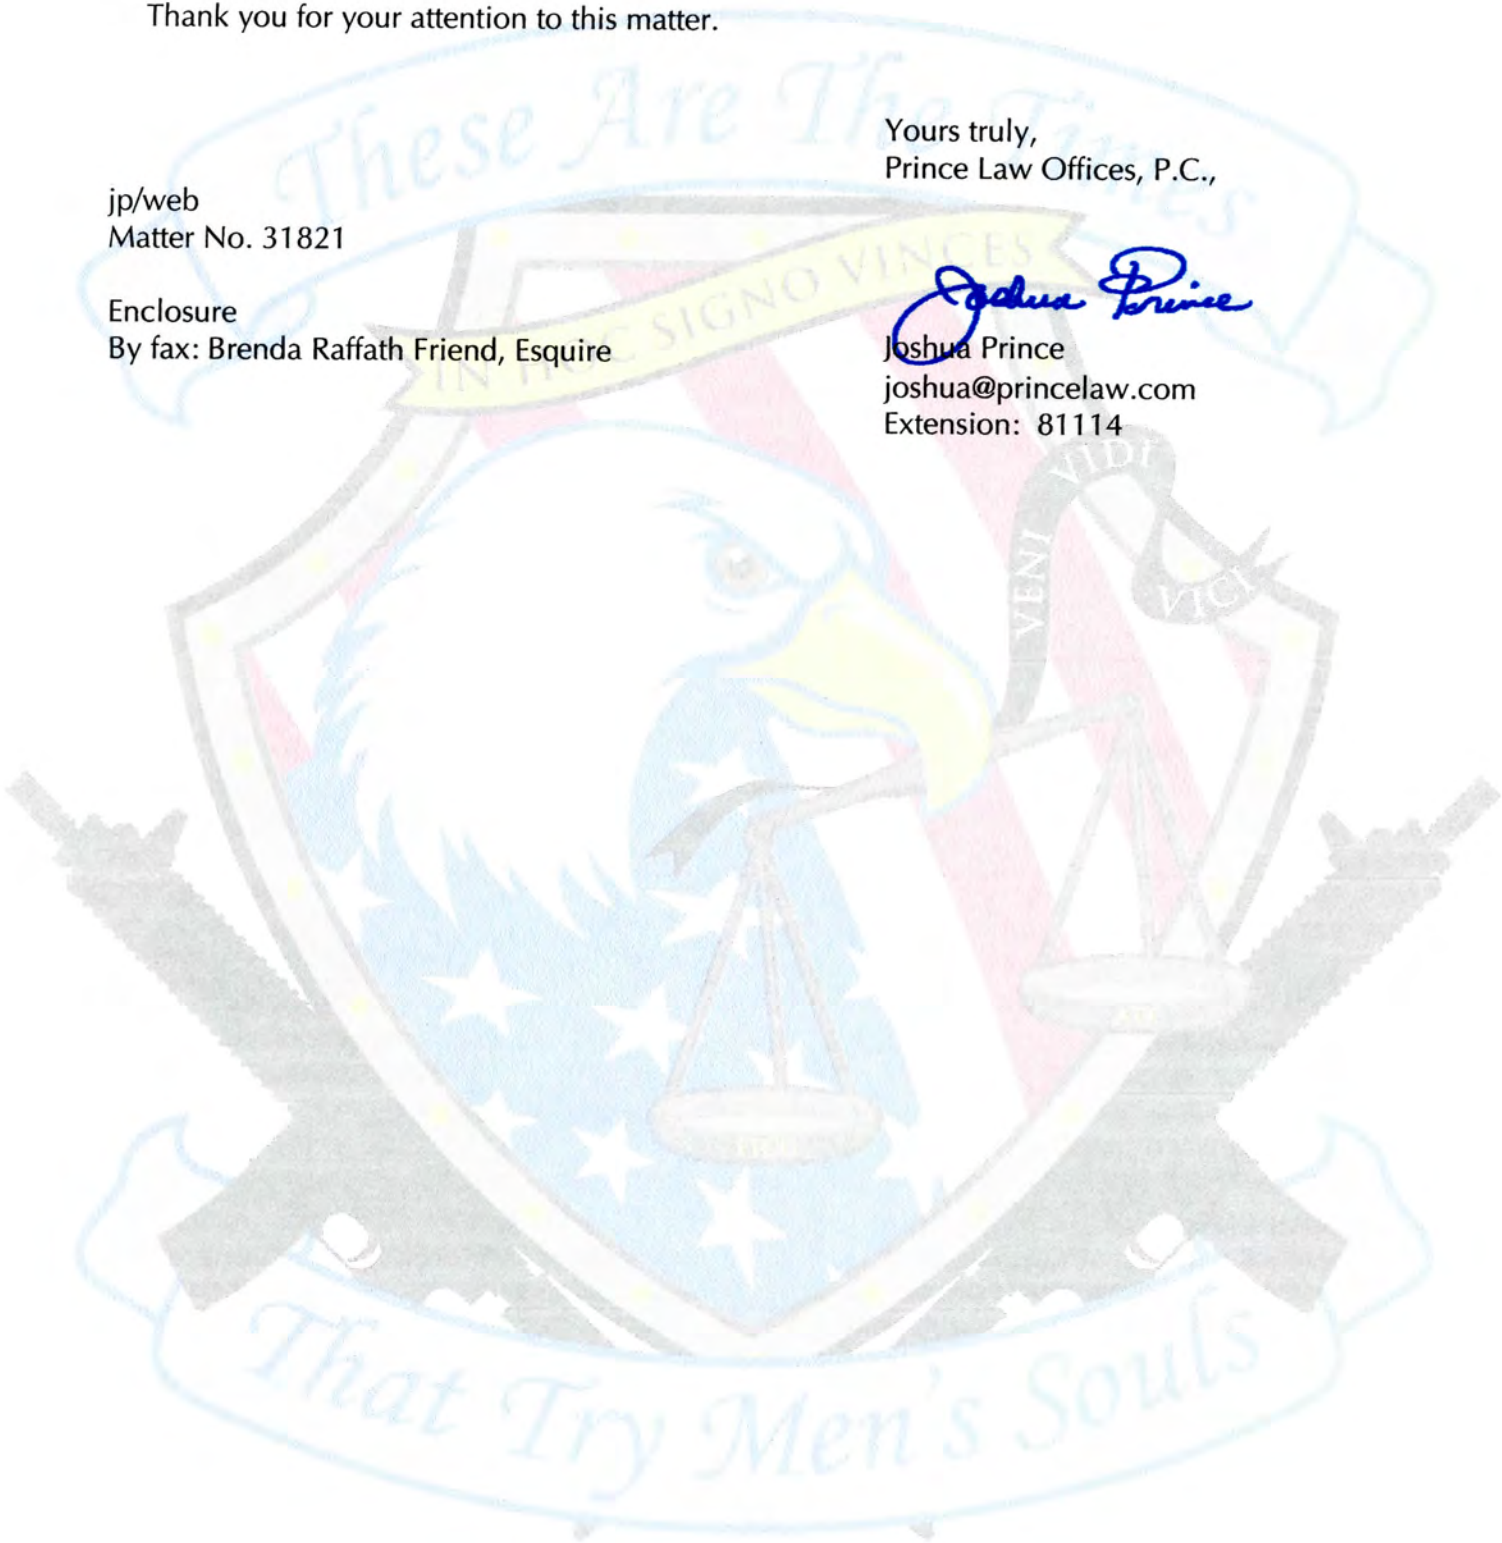 Thank you for your attention to this matter.
These Are The Times
Yours truly,
Prince Law Offices, P.C.,
jp/web
Matter No. 31821
IN HOC SIGNO VINCES
Joshua Prince
Enclosure
By fax: Brenda Raffath Friend, Esquire
Joshua Prince
joshua@princelaw.com
Extension: 81114
VENI VIDI VICI
That Try Men's Souls